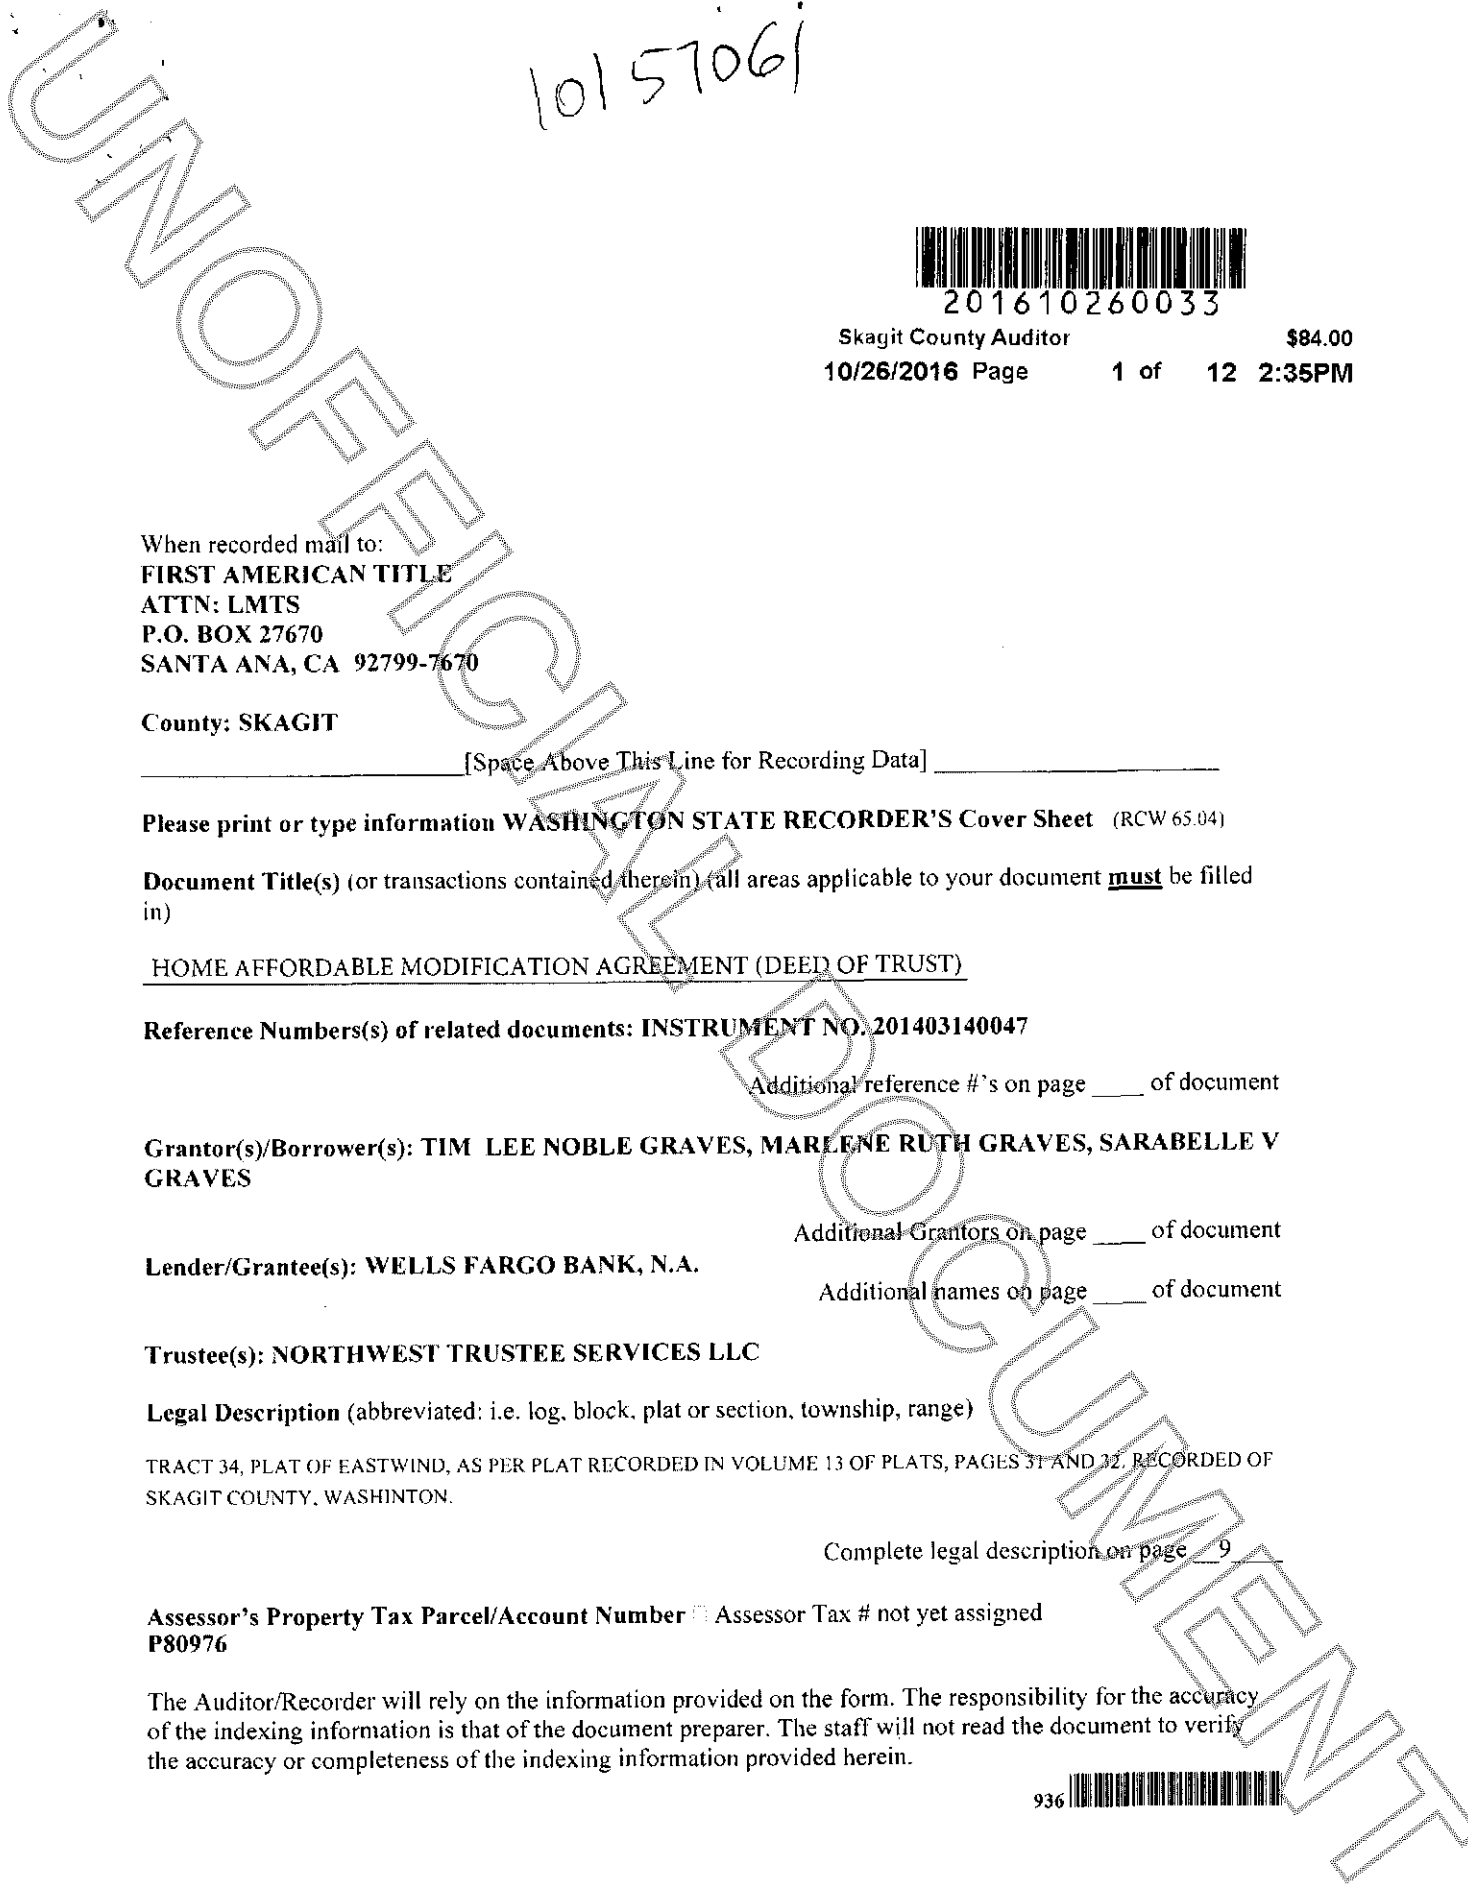 10157061
201610260033
Skagit County Auditor $84.00
10/26/2016 Page 1 of 12 2:35PM
When recorded mail to:
FIRST AMERICAN TITLE
ATTN: LMTS
P.O. BOX 27670
SANTA ANA, CA 92799-7670
County: SKAGIT
[Space Above This Line for Recording Data]
Please print or type information WASHINGTON STATE RECORDER'S Cover Sheet (RCW 65.04)
Document Title(s) (or transactions contained therein) (all areas applicable to your document must be filled
in)
HOME AFFORDABLE MODIFICATION AGREEMENT (DEED OF TRUST)
Reference Numbers(s) of related documents: INSTRUMENT NO. 201403140047
Additional reference #'s on page ____ of document
Grantor(s)/Borrower(s): TIM LEE NOBLE GRAVES, MARLENE RUTH GRAVES, SARABELLE V
GRAVES
Additional Grantors on page ____ of document
Lender/Grantee(s): WELLS FARGO BANK, N.A.
Additional names on page ____ of document
Trustee(s): NORTHWEST TRUSTEE SERVICES LLC
Legal Description (abbreviated: i.e. log, block, plat or section, township, range)
TRACT 34, PLAT OF EASTWIND, AS PER PLAT RECORDED IN VOLUME 13 OF PLATS, PAGES 31 AND 32, RECORDED OF
SKAGIT COUNTY, WASHINTON.
Complete legal description on page __9____
Assessor's Property Tax Parcel/Account Number □ Assessor Tax # not yet assigned
P80976
The Auditor/Recorder will rely on the information provided on the form. The responsibility for the accuracy
of the indexing information is that of the document preparer. The staff will not read the document to verify
the accuracy or completeness of the indexing information provided herein.
936
UNOFFICIAL DOCUMENT